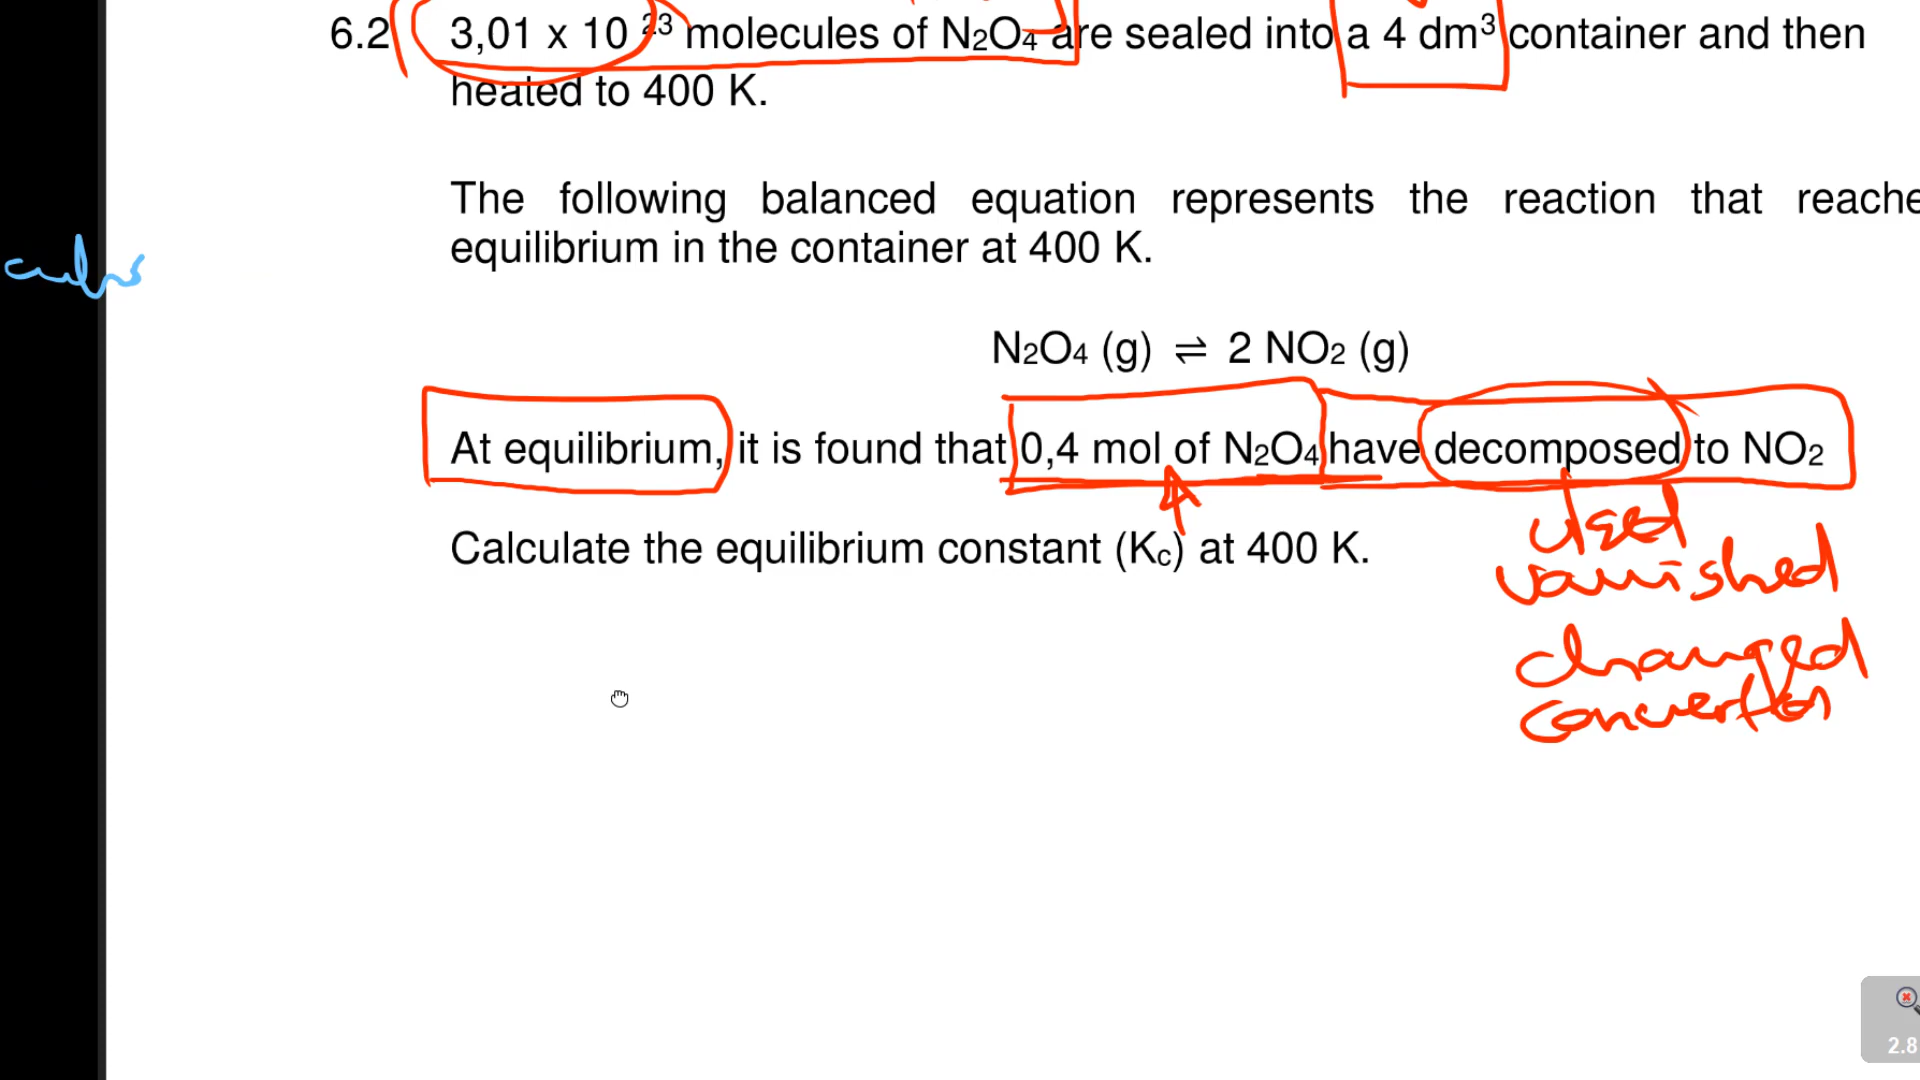 6.2 3,01 x 10 23 molecules of N2O4 are sealed into a 4 dm3 container and then
heated to 400 K.
The following balanced equation represents the reaction that reache
equilibrium in the container at 400 K.
N2O4 (g) ⇌ 2 NO2 (g)
At equilibrium, it is found that 0,4 mol of N2O4 have decomposed to NO2
used
Calculate the equilibrium constant (Kc) at 400 K.
vanished
changed
converted
2.8